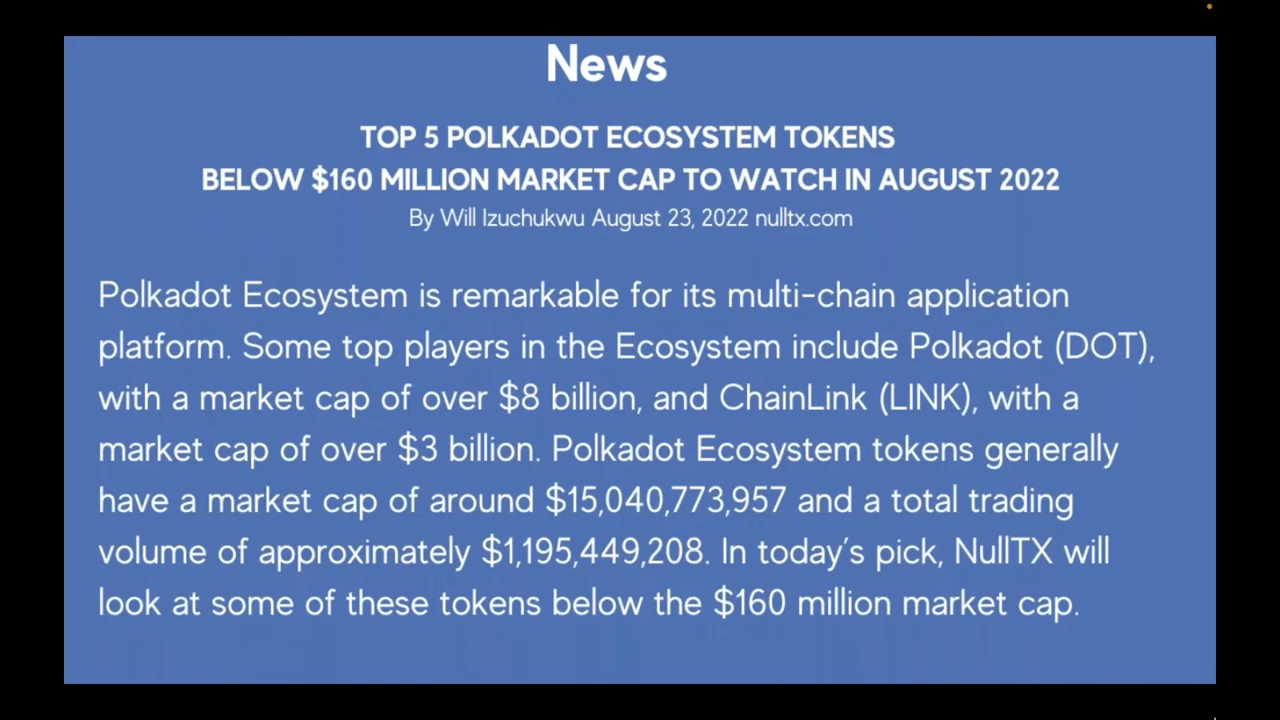 News
TOP 5 POLKADOT ECOSYSTEM TOKENS
BELOW $160 MILLION MARKET CAP TO WATCH IN AUGUST 2022
By Will Izuchukwu August 23, 2022 nulltx.com
Polkadot Ecosystem is remarkable for its multi-chain application
platform. Some top players in the Ecosystem include Polkadot (DOT),
with a market cap of over $8 billion, and ChainLink (LINK), with a
market cap of over $3 billion. Polkadot Ecosystem tokens generally
have a market cap of around $15,040,773,957 and a total trading
volume of approximately $1,195,449,208. In today's pick, NullTX will
look at some of these tokens below the $160 million market cap.